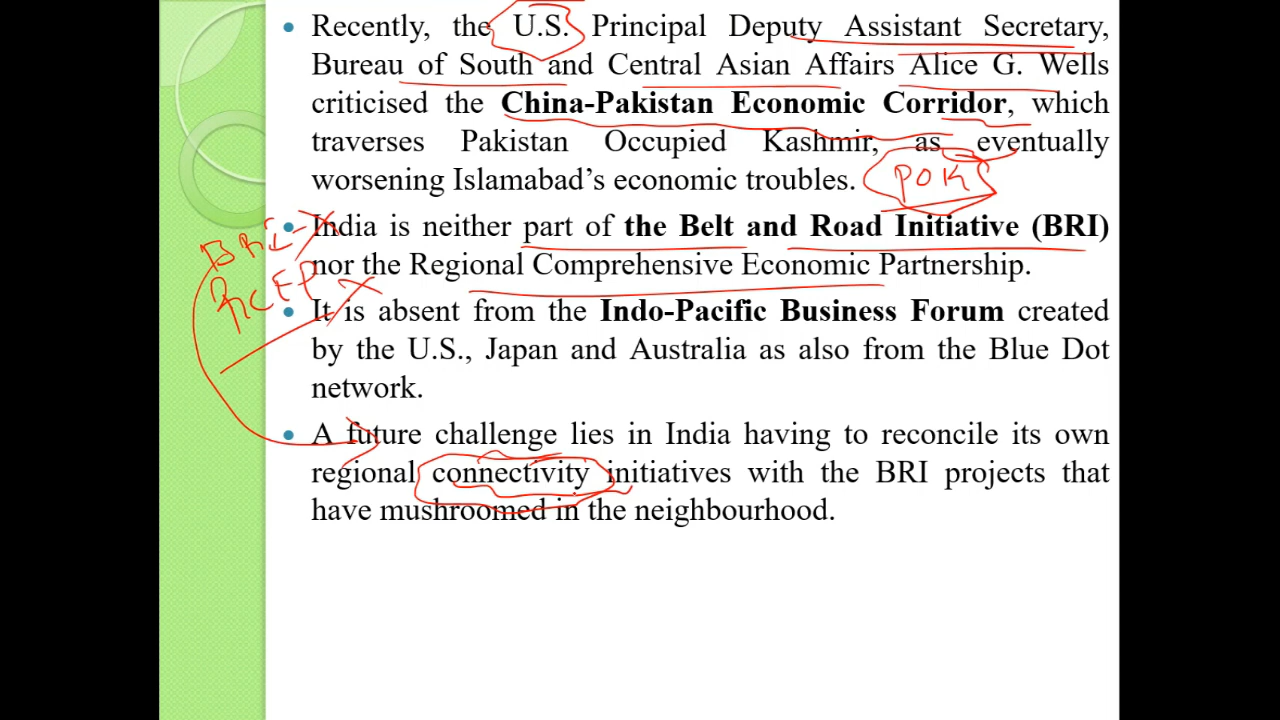 Recently, the U.S. Principal Deputy Assistant Secretary,
Bureau of South and Central Asian Affairs Alice G. Wells
criticised the China-Pakistan Economic Corridor, which
traverses Pakistan Occupied Kashmir, as eventually
worsening Islamabad’s economic troubles.
POK
India is neither part of the Belt and Road Initiative (BRI)
BRI-X
nor the Regional Comprehensive Economic Partnership.
RCEP X
It is absent from the Indo-Pacific Business Forum created
by the U.S., Japan and Australia as also from the Blue Dot
network.
A future challenge lies in India having to reconcile its own
regional connectivity initiatives with the BRI projects that
have mushroomed in the neighbourhood.